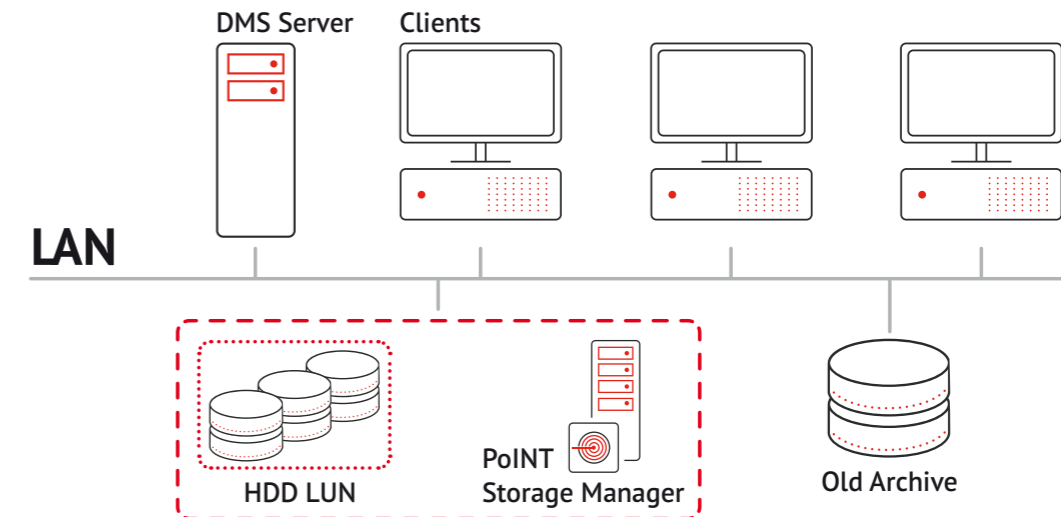 DMS Server
Clients
LAN
HDD LUN
PoINT
Storage Manager
Old Archive